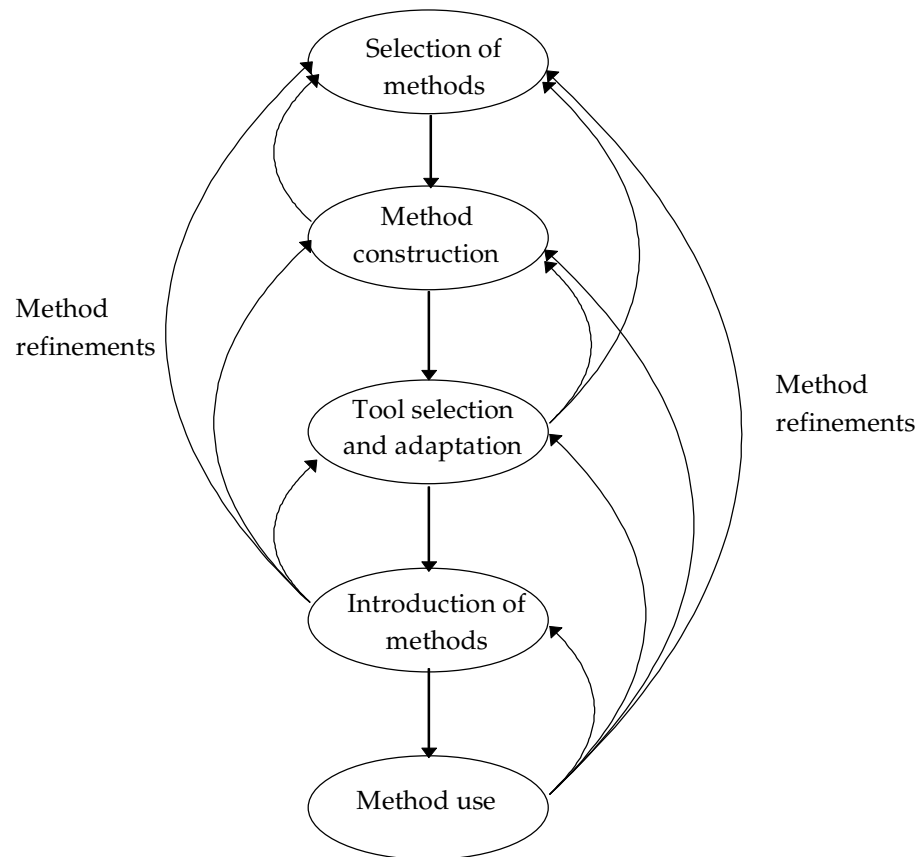 Selection of
methods
Method
construction
Method
refinements
Tool selection
and adaptation
Method
refinements
Introduction of
methods
Method use